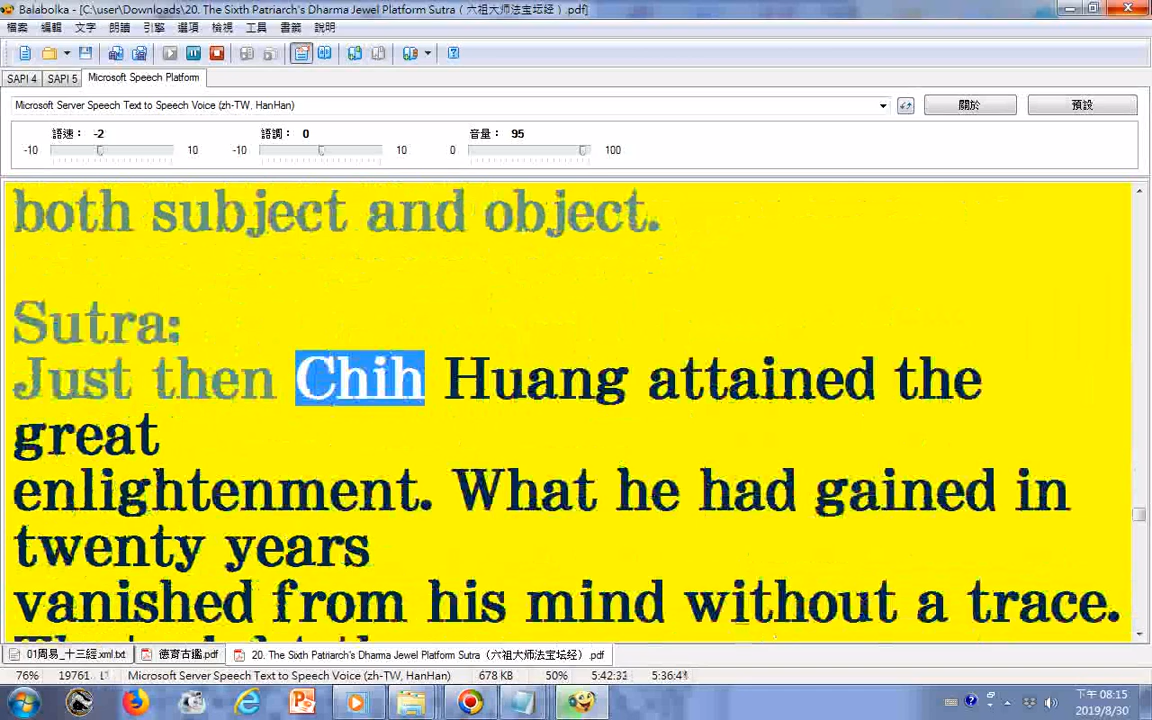 Balabolka - [C:\user\Downloads\20. The Sixth Patriarch's Dharma Jewel Platform Sutra（六祖大师法宝坛经）.pdf]
檔案 編輯 文字 朗讀 引擎 選項 檢視 工具 書籤 說明
SAPI 4 SAPI 5 Microsoft Speech Platform
Microsoft Server Speech Text to Speech Voice (zh-TW, HanHan) 關於 預設
語速： -2 語調： 0 音量： 95
-10 10 -10 10 0 100
both subject and object.
Sutra:
Just then Chih Huang attained the
great
enlightenment. What he had gained in
twenty years
vanished from his mind without a trace.
01周易_十三經.xml.txt 德育古鑑.pdf 20. The Sixth Patriarch's Dharma Jewel Platform Sutra（六祖大师法宝坛经）.pdf
76% 19761 Microsoft Server Speech Text to Speech Voice (zh-TW, HanHan) 678 KB 50% 5:42:3 5:36:4
下午 08:15
2019/8/30